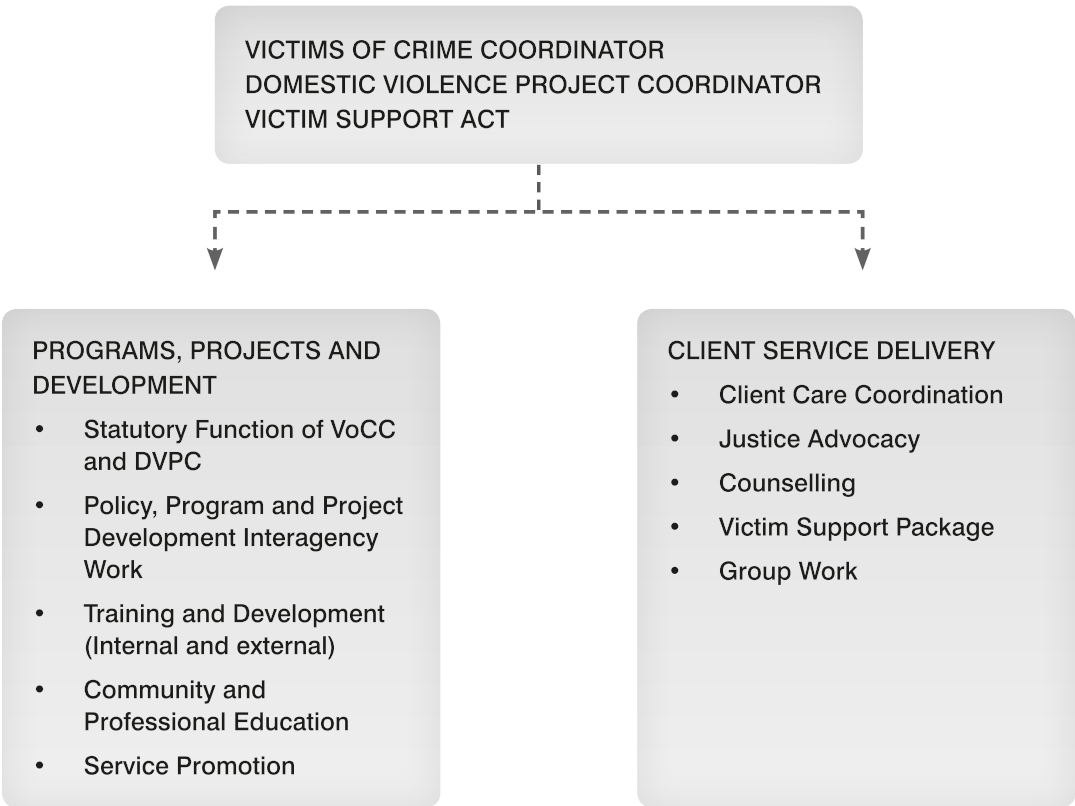 VICTIMS OF CRIME COORDINATOR
DOMESTIC VIOLENCE PROJECT COORDINATOR
VICTIM SUPPORT ACT
PROGRAMS, PROJECTS AND
DEVELOPMENT
• Statutory Function of VoCC
and DVPC
• Policy, Program and Project
Development Interagency
Work
• Training and Development
(Internal and external)
• Community and
Professional Education
• Service Promotion
CLIENT SERVICE DELIVERY
• Client Care Coordination
• Justice Advocacy
• Counselling
• Victim Support Package
• Group Work